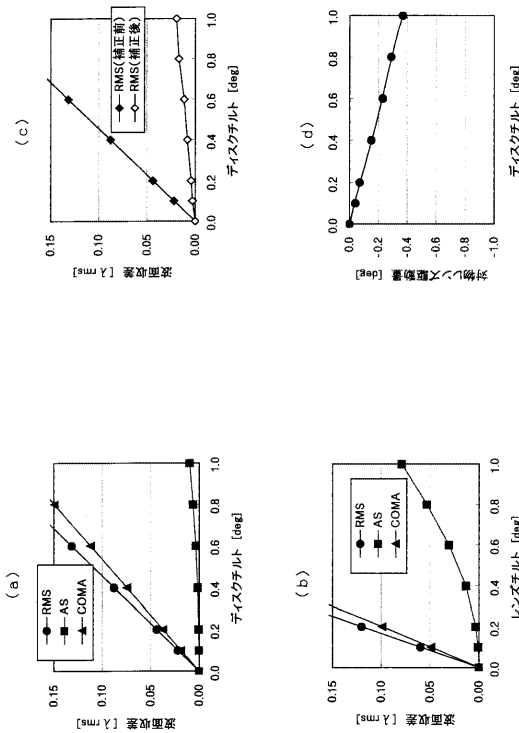 (a)
波面収差 [λrms]
0.15
0.10
0.05
0.00
RMS
AS
COMA
0.0 0.2 0.4 0.6 0.8 1.0
ディスクチルト [deg]
(b)
波面収差 [λrms]
0.15
0.10
0.05
0.00
RMS
AS
COMA
0.0 0.2 0.4 0.6 0.8 1.0
レンズチルト [deg]
(c)
波面収差 [λrms]
0.15
0.10
0.05
0.00
RMS(補正前)
RMS(補正後)
0.0 0.2 0.4 0.6 0.8 1.0
ディスクチルト [deg]
(d)
対物レンズ駆動量 [deg]
0.0
-0.2
-0.4
-0.6
-0.8
-1.0
0.0 0.2 0.4 0.6 0.8 1.0
ディスクチルト [deg]